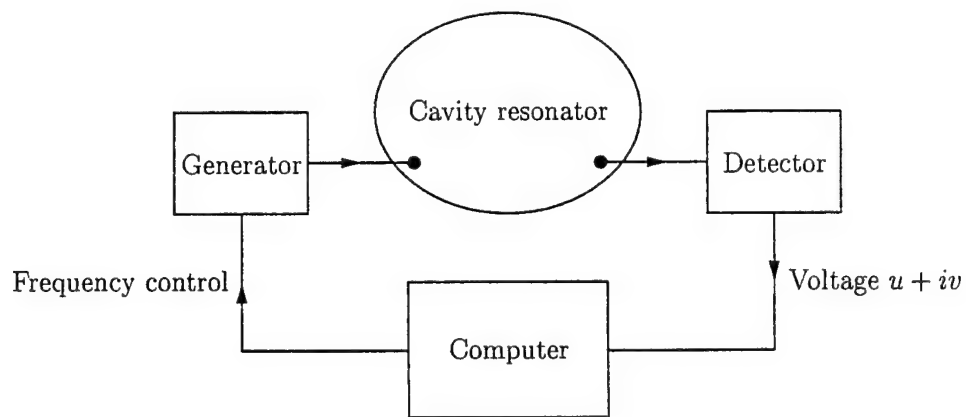 Cavity resonator
Generator
Detector
Frequency control
Voltage u + iv
Computer